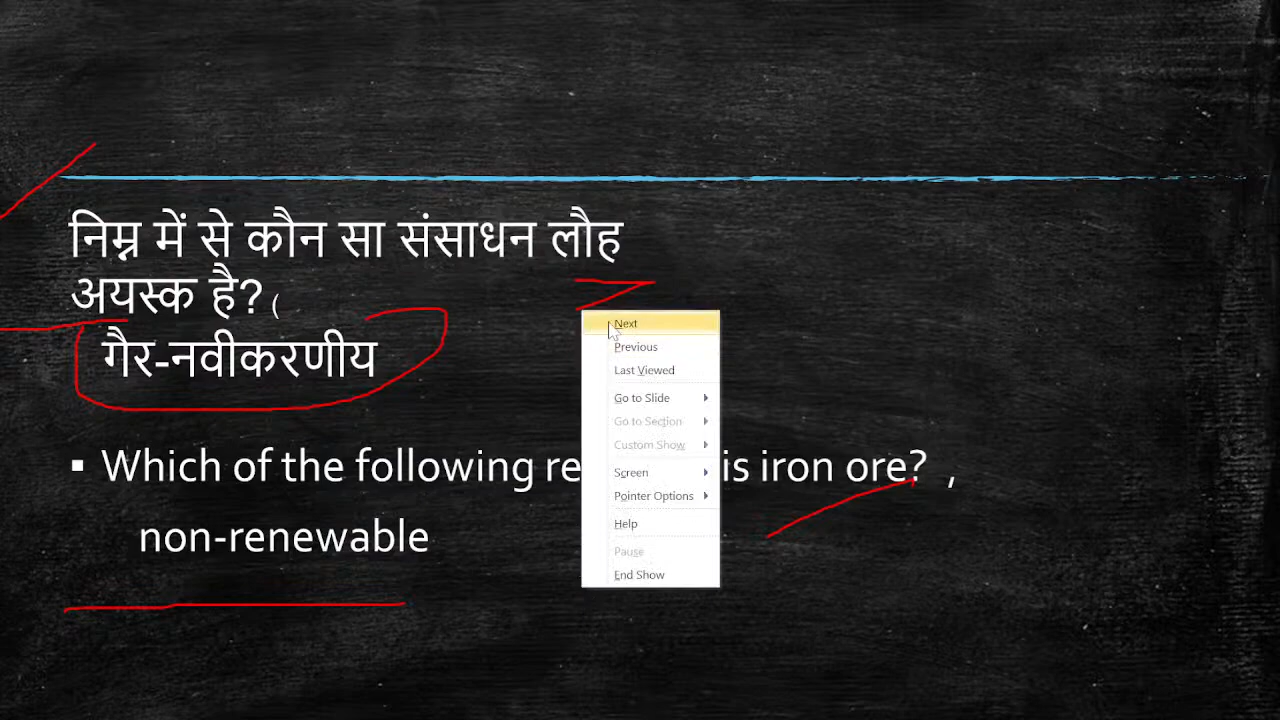 निम्न में से कौन सा संसाधन लौह
अयस्क है? (
गैर-नवीकरणीय
▪ Which of the following re is iron ore? ,
non-renewable
Next
Previous
Last Viewed
Go to Slide
Go to Section
Custom Show
Screen
Pointer Options
Help
Pause
End Show